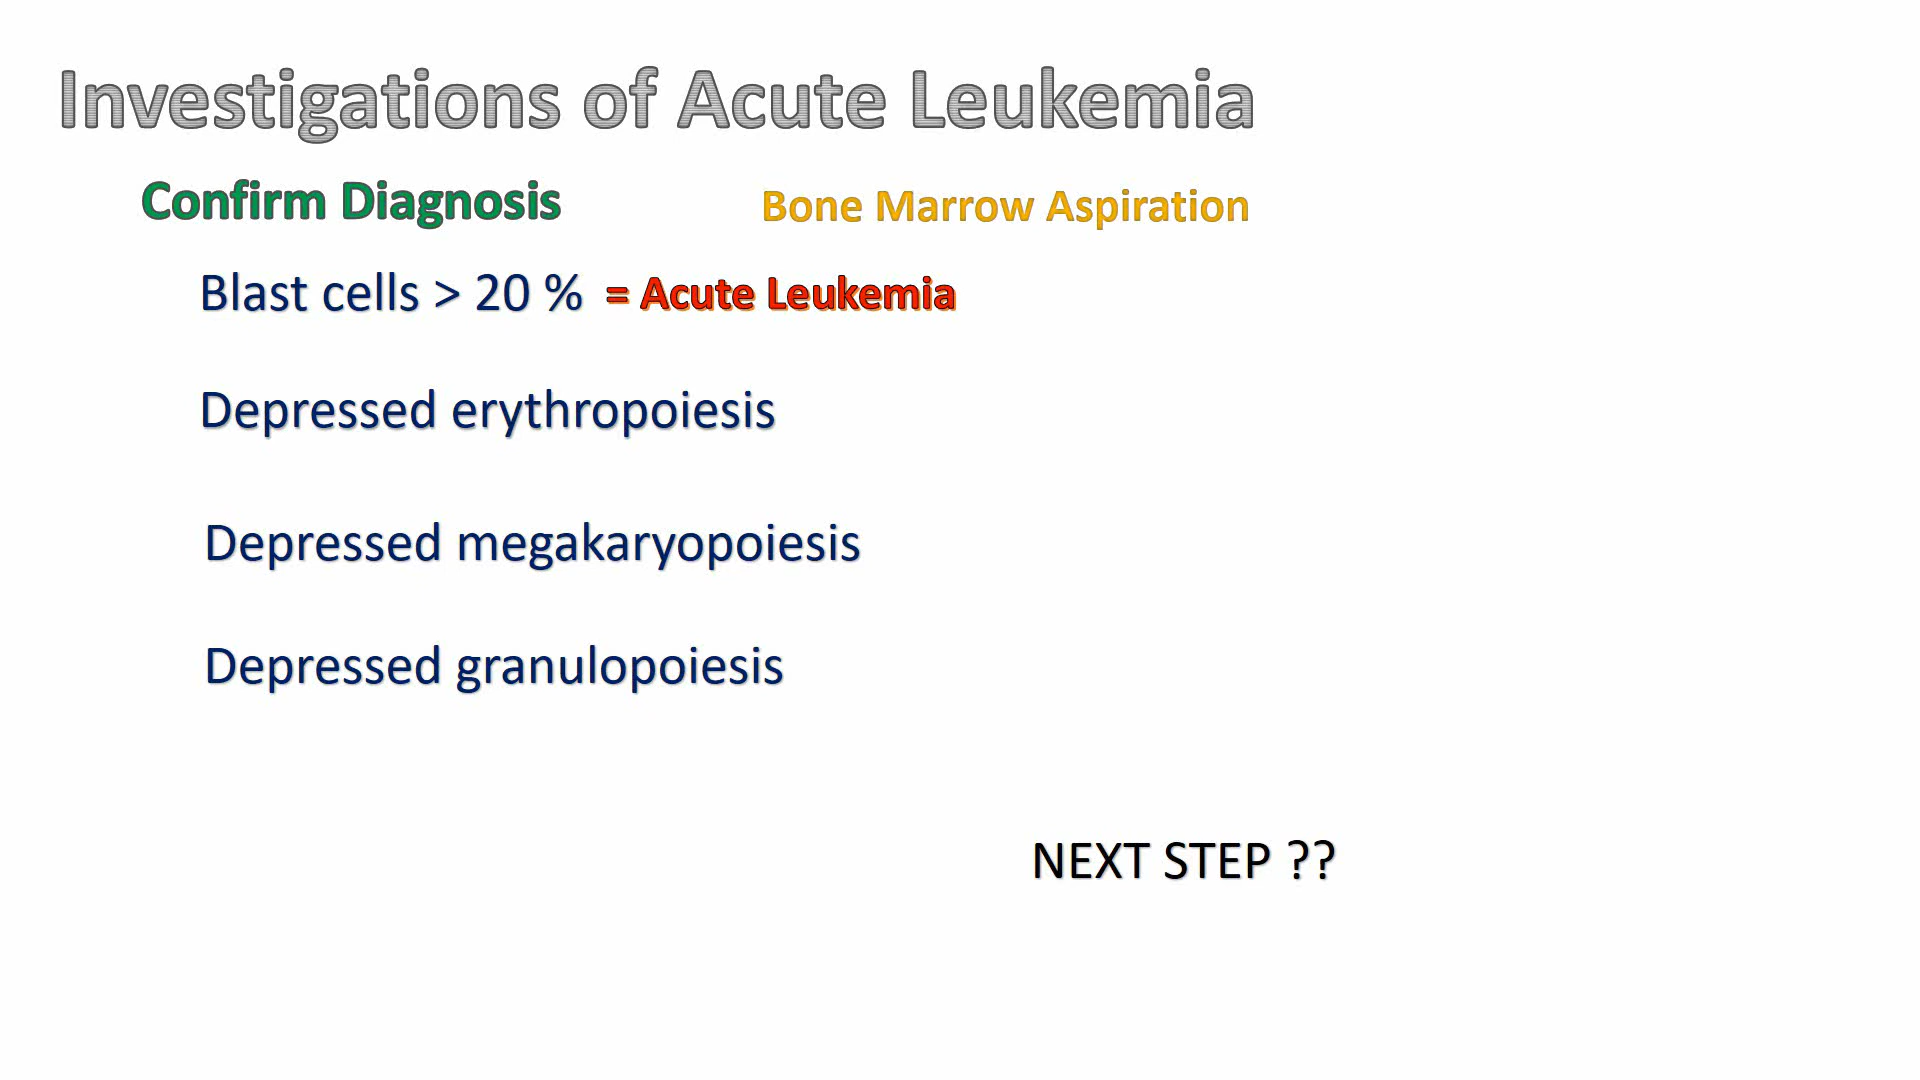 Investigations of Acute Leukemia
Confirm Diagnosis Bone Marrow Aspiration
Blast cells > 20 % = Acute Leukemia
Depressed erythropoiesis
Depressed megakaryopoiesis
Depressed granulopoiesis
NEXT STEP ??